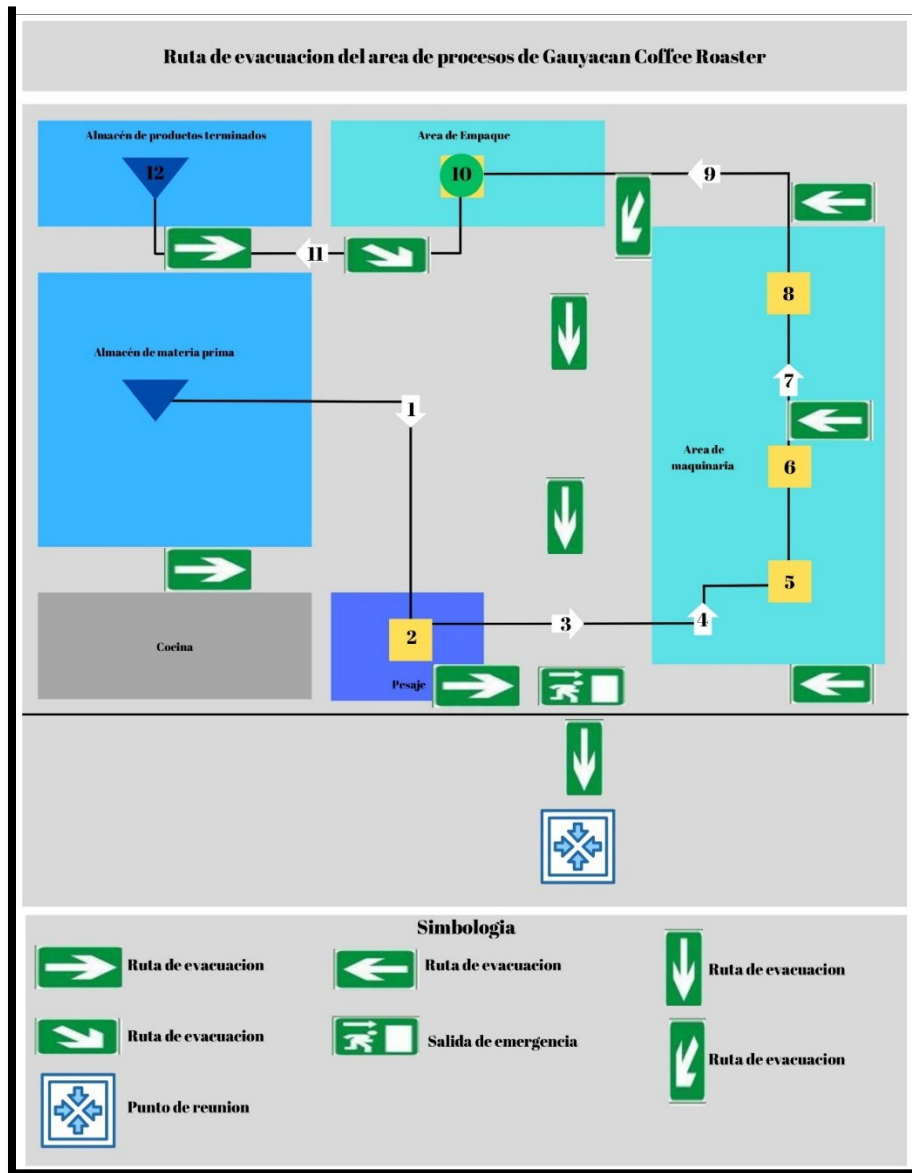 Ruta de evacuacion del area de procesos de Gauyacan Coffee Roaster
Almacén de productos terminados
12
Area de Empaque
10
9
11
8
Almacén de materia prima
7
1
Area de
maquinaria
6
5
Cocina
2
3
4
Pesaje
Simbologia
Ruta de evacuacion
Ruta de evacuacion
Ruta de evacuacion
Ruta de evacuacion
Salida de emergencia
Ruta de evacuacion
Punto de reunion